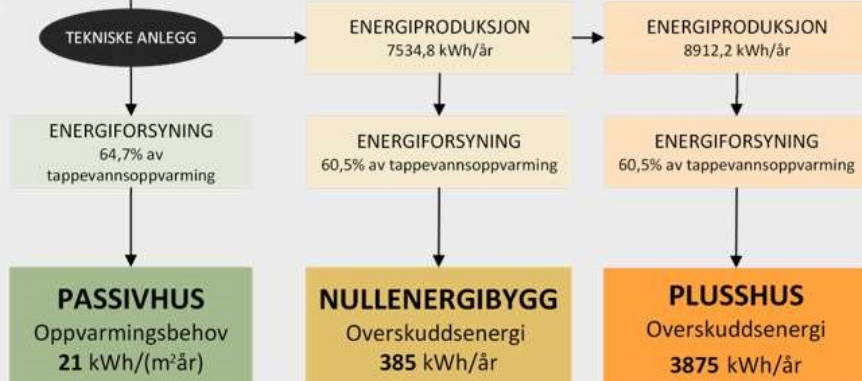 TEKNISKE ANLEGG
ENERGIPRODUKSJON
7534,8 kWh/år
ENERGIPRODUKSJON
8912,2 kWh/år
ENERGIFORSYNING
64,7% av
tappevannsoppvarming
ENERGIFORSYNING
60,5% av tappevannsoppvarming
ENERGIFORSYNING
60,5% av tappevannsoppvarming
PASSIVHUS
Oppvarmingsbehov
21 kWh/(m²år)
NULLENERGIBYGG
Overskuddsenergi
385 kWh/år
PLUSSHUS
Overskuddsenergi
3875 kWh/år